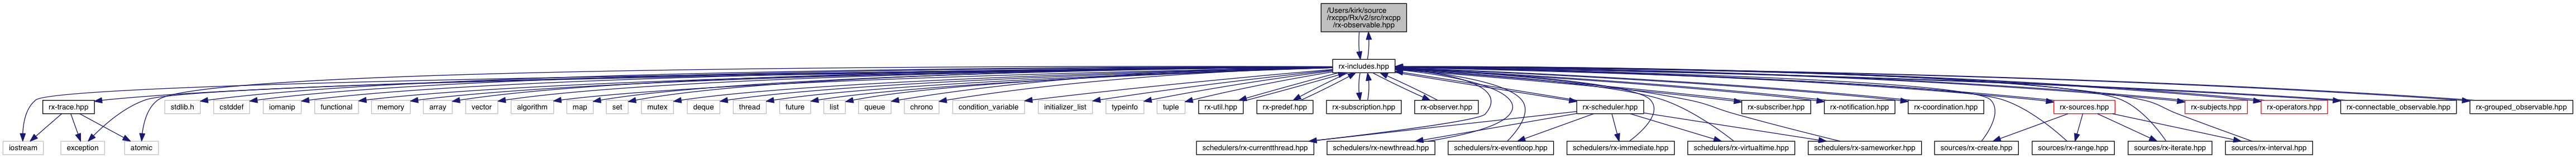 /Users/kirk/source
/rxcpp/Rx/v2/src/rxcpp
/rx-observable.hpp
rx-includes.hpp
rx-trace.hpp
stdlib.h
cstddef
iomanip
functional
memory
array
vector
algorithm
map
set
mutex
deque
thread
future
list
queue
chrono
condition_variable
initializer_list
typeinfo
tuple
rx-util.hpp
rx-predef.hpp
rx-subscription.hpp
rx-observer.hpp
rx-scheduler.hpp
rx-subscriber.hpp
rx-notification.hpp
rx-coordination.hpp
rx-sources.hpp
rx-subjects.hpp
rx-operators.hpp
rx-connectable_observable.hpp
rx-grouped_observable.hpp
iostream
exception
atomic
schedulers/rx-currentthread.hpp
schedulers/rx-newthread.hpp
schedulers/rx-eventloop.hpp
schedulers/rx-immediate.hpp
schedulers/rx-virtualtime.hpp
schedulers/rx-sameworker.hpp
sources/rx-create.hpp
sources/rx-range.hpp
sources/rx-iterate.hpp
sources/rx-interval.hpp